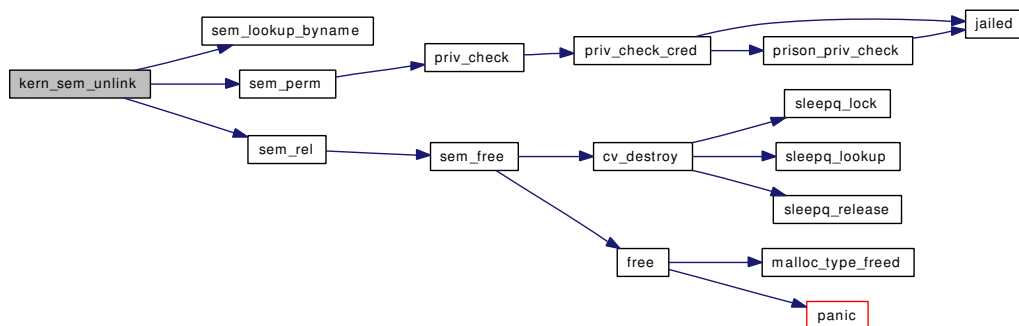 kern_sem_unlink
sem_lookup_byname
sem_perm
sem_rel
priv_check
sem_free
priv_check_cred
cv_destroy
free
prison_priv_check
sleepq_lock
sleepq_lookup
sleepq_release
malloc_type_freed
panic
jailed